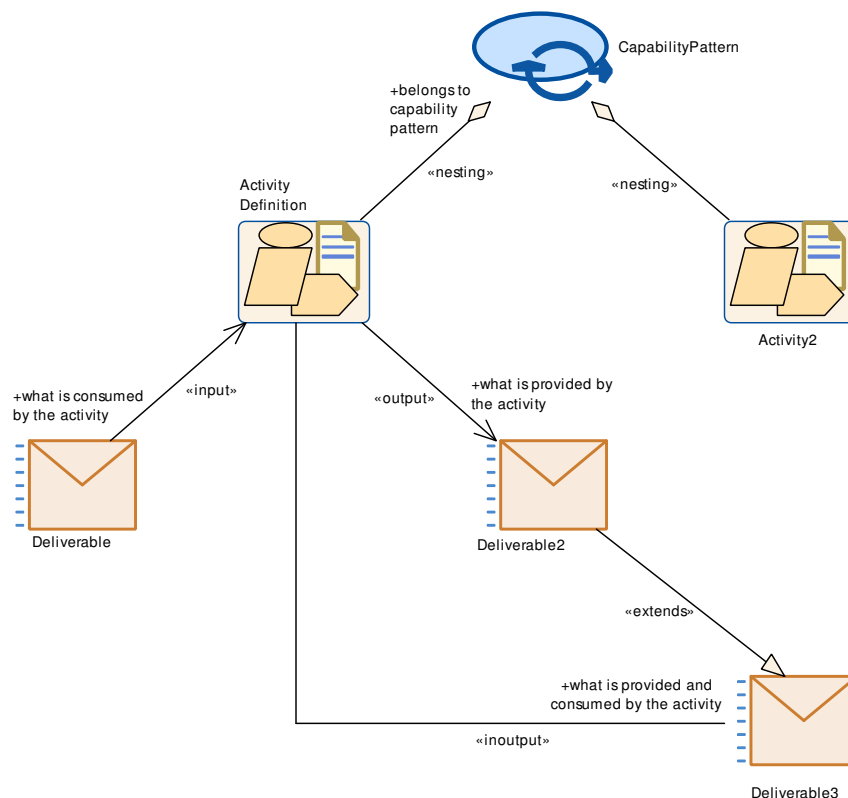 CapabilityPattern
+belongs to
capability
pattern
«nesting»
«nesting»
Activity
Definition
Activity2
+what is consumed
by the activity
«input»
«output»
+what is provided by
the activity
Deliverable
Deliverable2
«extends»
+what is provided and
consumed by the activity
«inoutput»
Deliverable3